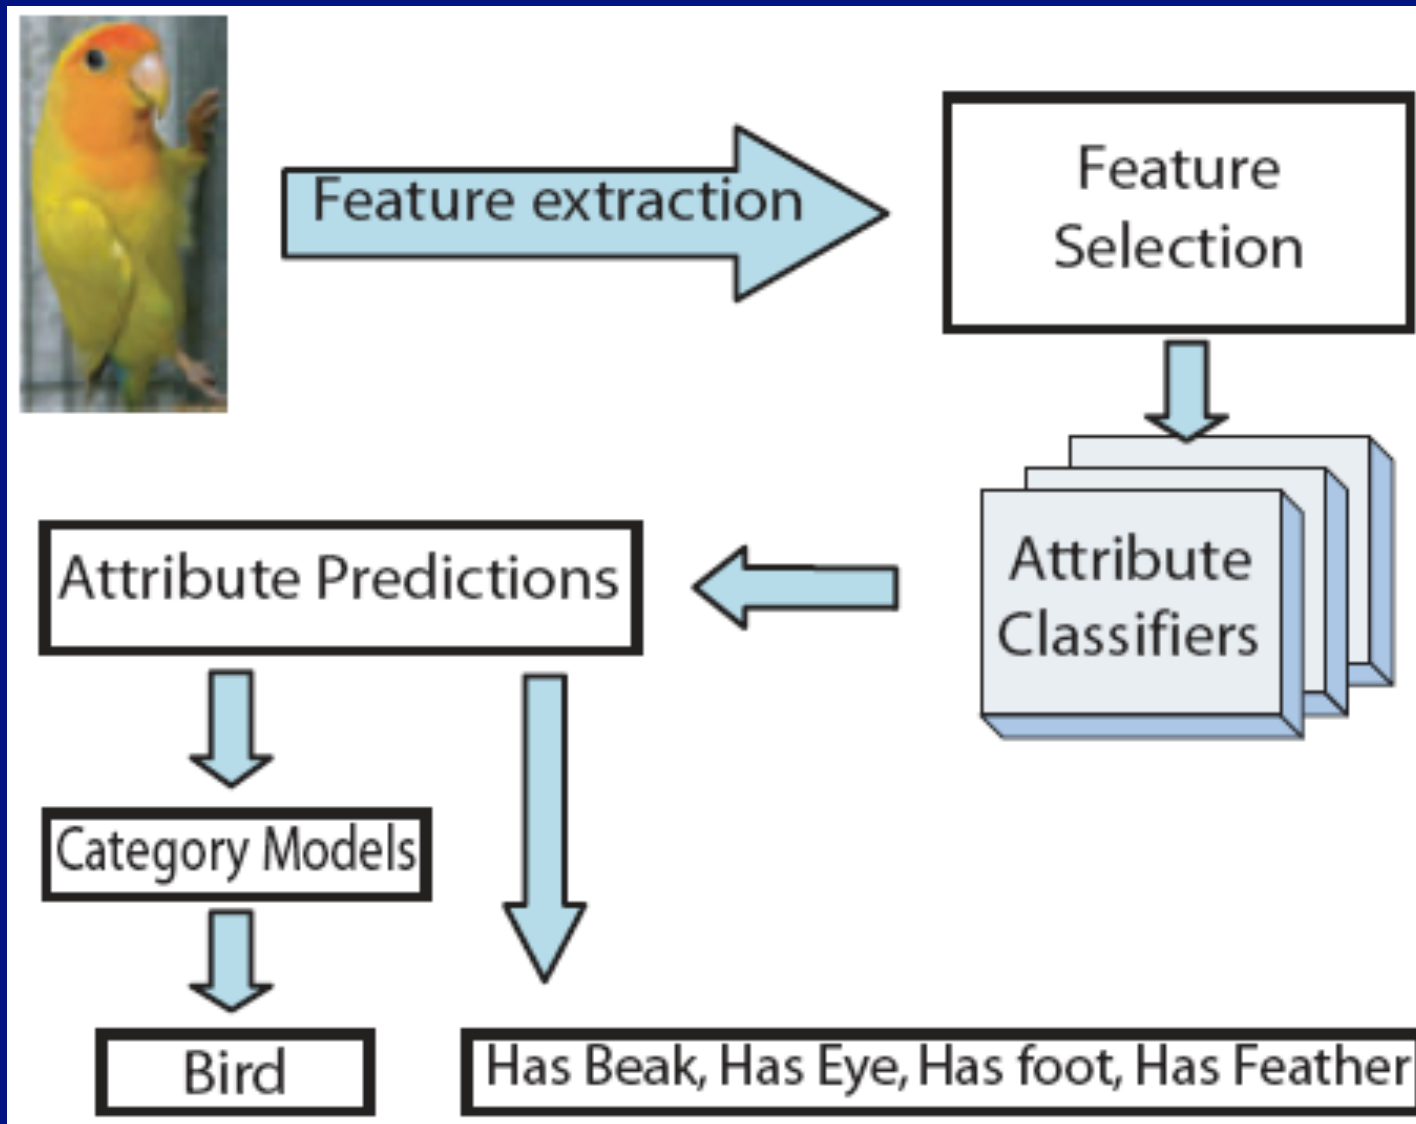 Feature extraction
Feature
Selection
Attribute
Classifiers
Attribute Predictions
Category Models
Bird
Has Beak, Has Eye, Has foot, Has Feather